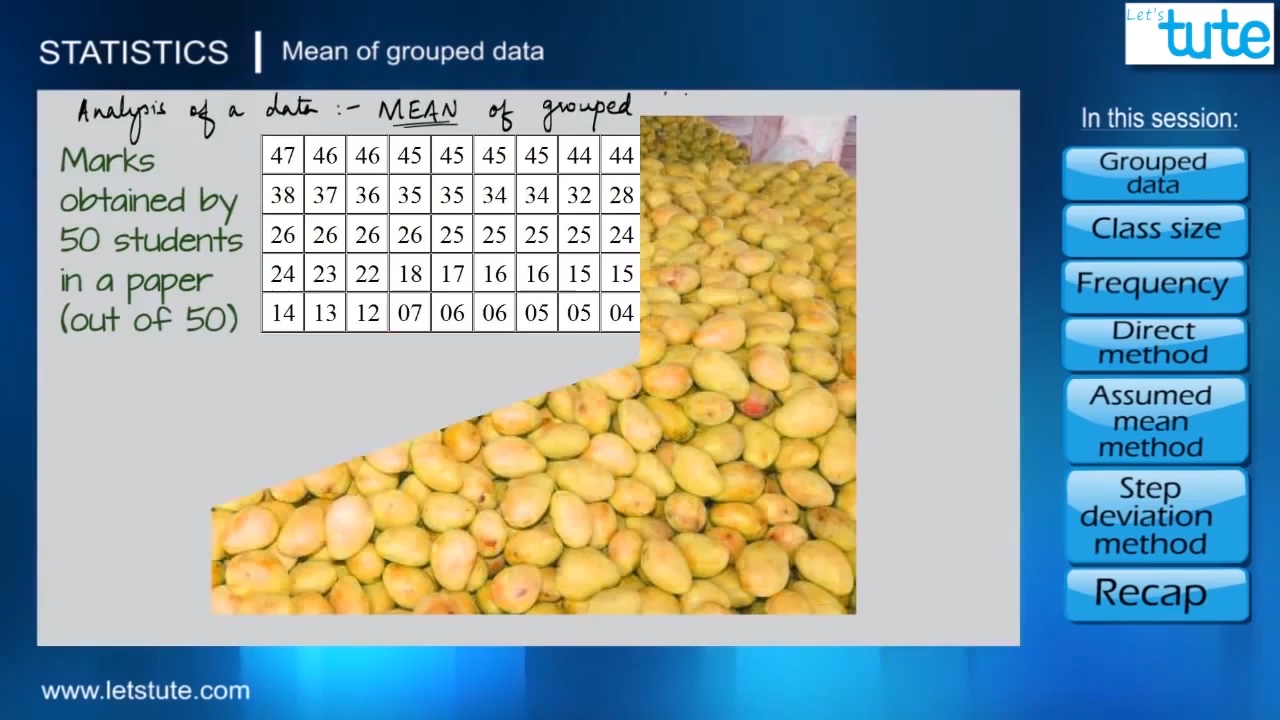 Let's
tute
STATISTICS | Mean of grouped data
Analysis of a data :- MEAN of grouped
Marks
obtained by
50 students
in a paper
(out of 50)
47 46 46 45 45 45 45 44 44
38 37 36 35 35 34 34 32 28
26 26 26 26 25 25 25 25 24
24 23 22 18 17 16 16 15 15
14 13 12 07 06 06 05 05 04
In this session:
Grouped
data
Class size
Frequency
Direct
method
Assumed
mean
method
Step
deviation
method
Recap
www.letstute.com